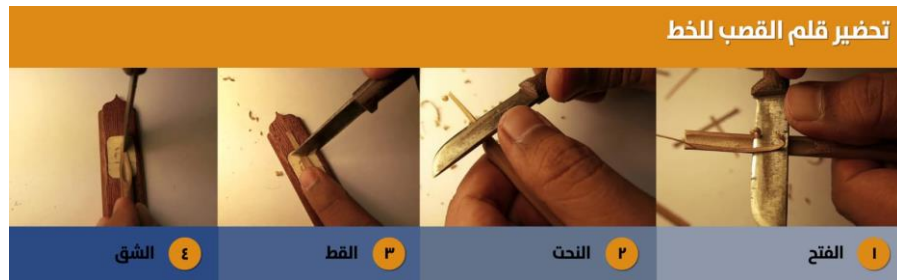 تحضير قلم القصب للخط
١ الفتح
٢ النحت
٣ القط
٤ الشق